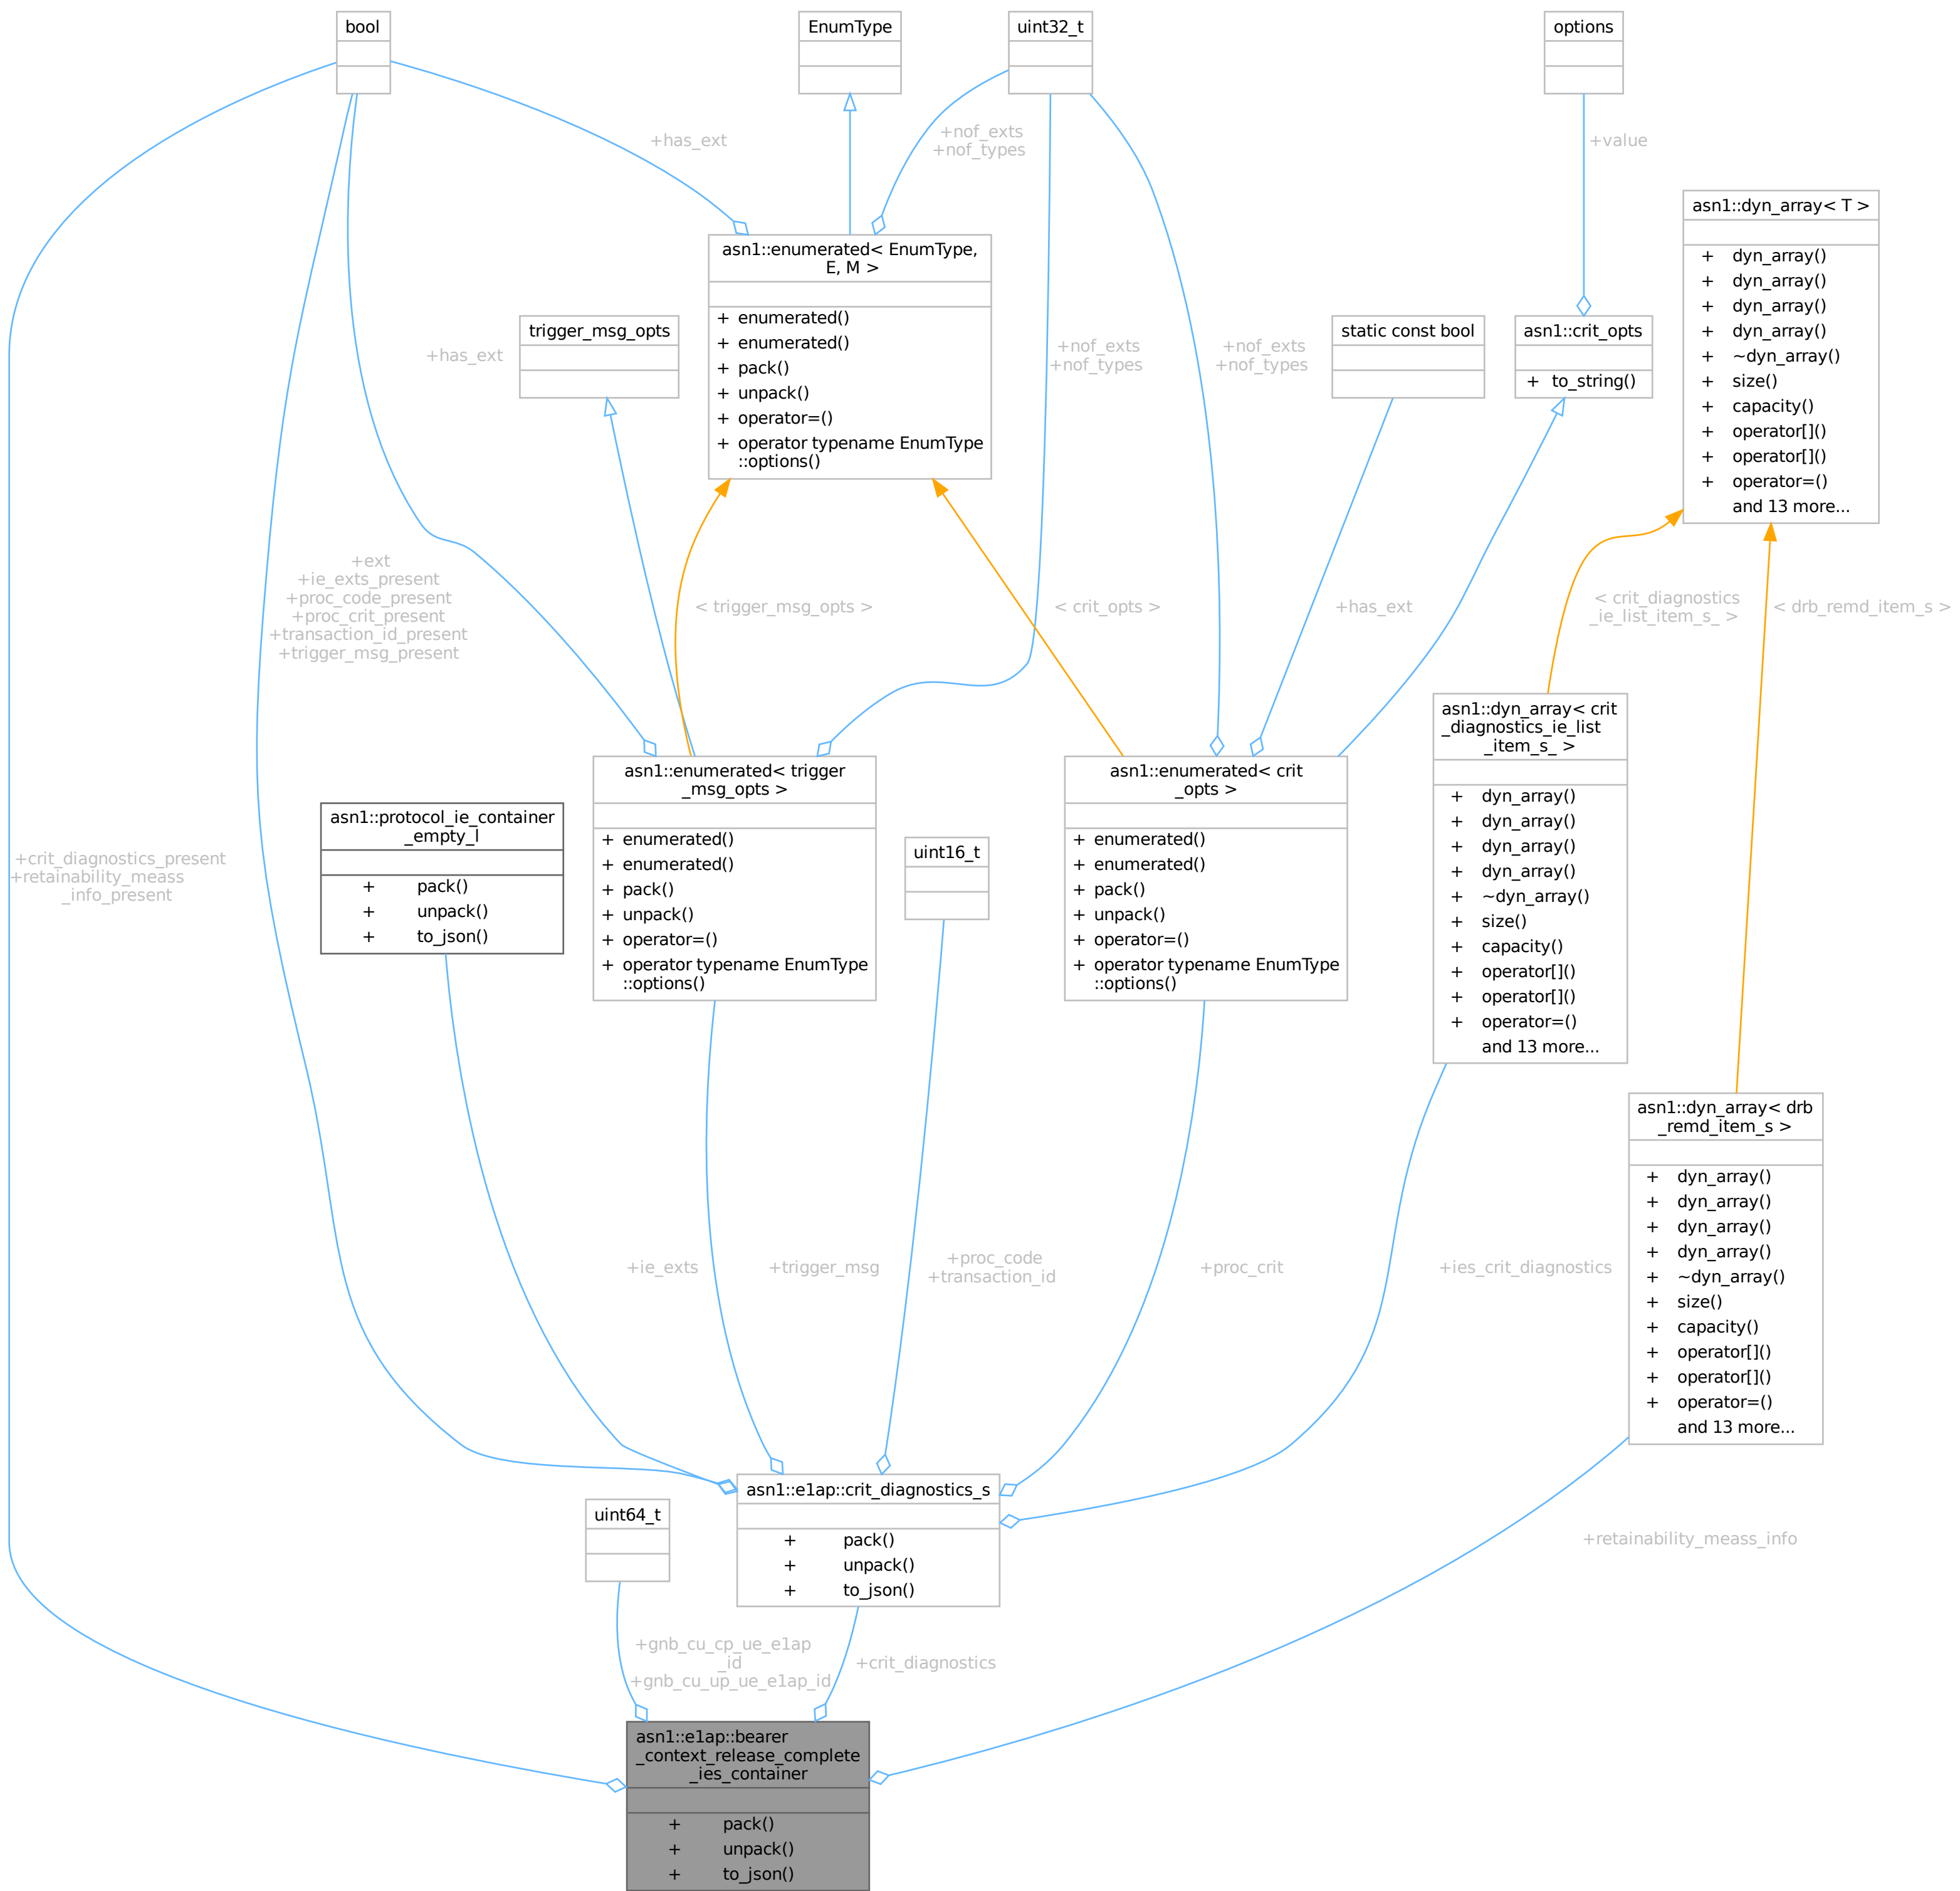 bool
EnumType
uint32_t
options
+has_ext
+nof_exts
+nof_types
+value
asn1::dyn_array< T >
+ dyn_array()
+ dyn_array()
+ dyn_array()
+ dyn_array()
+ ~dyn_array()
+ size()
+ capacity()
+ operator[]()
+ operator[]()
+ operator=()
and 13 more...
asn1::enumerated< EnumType,
E, M >
+ enumerated()
+ enumerated()
+ pack()
+ unpack()
+ operator=()
+ operator typename EnumType
::options()
trigger_msg_opts
static const bool
asn1::crit_opts
+ to_string()
+has_ext
+nof_exts
+nof_types
+nof_exts
+nof_types
+ext
+ie_exts_present
+proc_code_present
+proc_crit_present
+transaction_id_present
+trigger_msg_present
< trigger_msg_opts >
< crit_opts >
+has_ext
< crit_diagnostics
_ie_list_item_s_ >
< drb_remd_item_s >
asn1::dyn_array< crit
_diagnostics_ie_list
_item_s_ >
+ dyn_array()
+ dyn_array()
+ dyn_array()
+ dyn_array()
+ ~dyn_array()
+ size()
+ capacity()
+ operator[]()
+ operator[]()
+ operator=()
and 13 more...
asn1::enumerated< trigger
_msg_opts >
+ enumerated()
+ enumerated()
+ pack()
+ unpack()
+ operator=()
+ operator typename EnumType
::options()
asn1::enumerated< crit
_opts >
+ enumerated()
+ enumerated()
+ pack()
+ unpack()
+ operator=()
+ operator typename EnumType
::options()
asn1::protocol_ie_container
_empty_l
+ pack()
+ unpack()
+ to_json()
uint16_t
+crit_diagnostics_present
+retainability_meass
_info_present
asn1::dyn_array< drb
_remd_item_s >
+ dyn_array()
+ dyn_array()
+ dyn_array()
+ dyn_array()
+ ~dyn_array()
+ size()
+ capacity()
+ operator[]()
+ operator[]()
+ operator=()
and 13 more...
+ie_exts
+trigger_msg
+proc_code
+transaction_id
+proc_crit
+ies_crit_diagnostics
asn1::e1ap::crit_diagnostics_s
+ pack()
+ unpack()
+ to_json()
uint64_t
+retainability_meass_info
+gnb_cu_cp_ue_e1ap
_id
+gnb_cu_up_ue_e1ap_id
+crit_diagnostics
asn1::e1ap::bearer
_context_release_complete
_ies_container
+ pack()
+ unpack()
+ to_json()